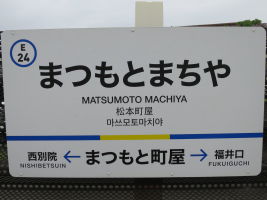 E
24
まつもとまちや
MATSUMOTO MACHIYA
松本町屋
마쓰모토마치야
西別院 ← まつもと町屋 → 福井口
NISHIBETSUIN FUKUIGUCHI